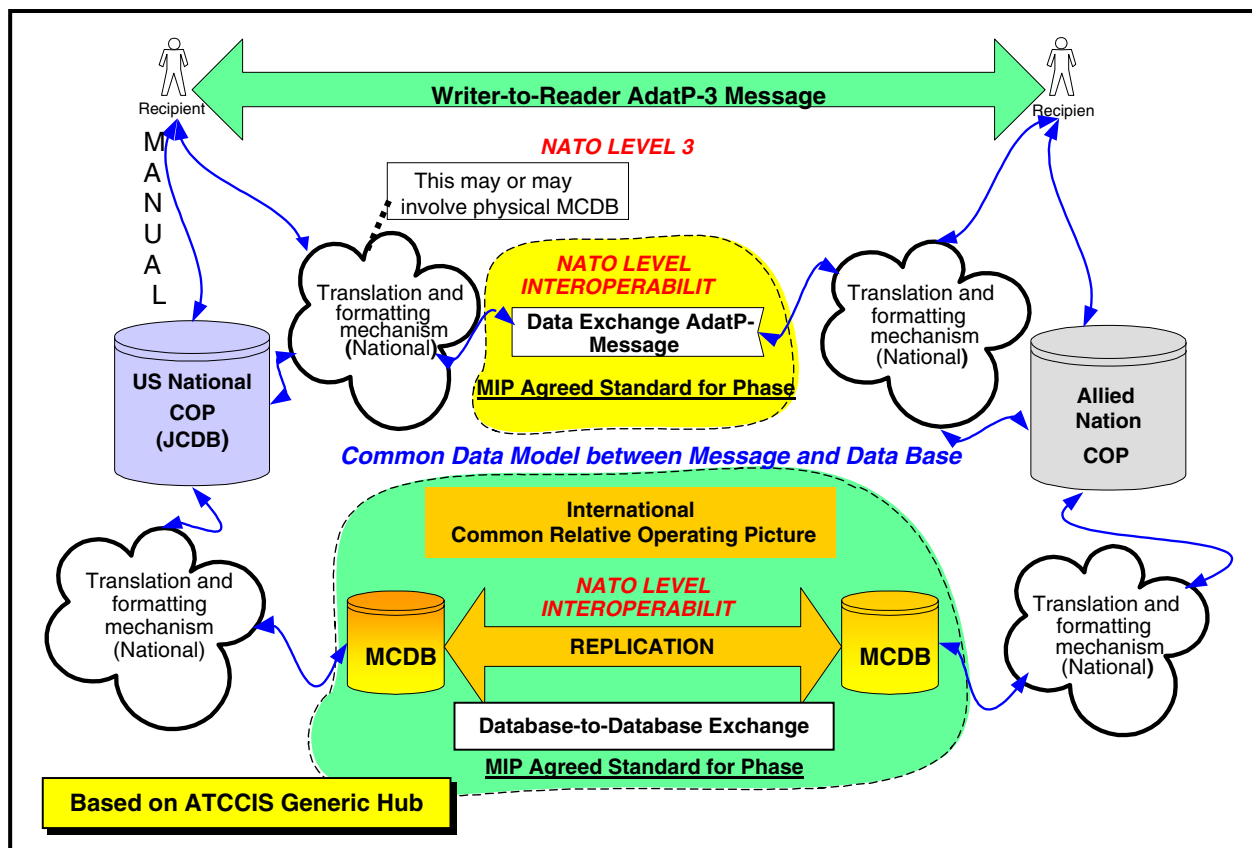 Writer-to-Reader AdatP-3 Message
Recipient
Recipien
MANUAL
NATO LEVEL 3
This may or may
involve physical MCDB
Translation and
formatting
mechanism
(National)
NATO LEVEL
INTEROPERABILIT
Data Exchange AdatP-
Message
MIP Agreed Standard for Phase
Translation and
formatting
mechanism
(National)
US National
COP
(JCDB)
Allied
Nation
COP
Common Data Model between Message and Data Base
International
Common Relative Operating Picture
Translation and
formatting
mechanism
(National)
NATO LEVEL
INTEROPERABILIT
MCDB
REPLICATION
MCDB
Translation and
formatting
mechanism
(National)
Database-to-Database Exchange
MIP Agreed Standard for Phase
Based on ATCCIS Generic Hub